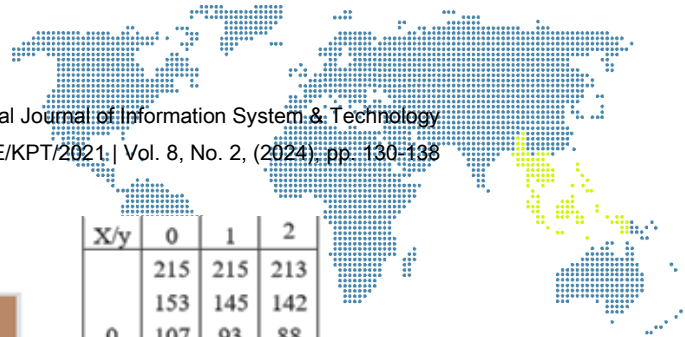 al Journal of Information System & Technology
E/KPT/2021 | Vol. 8, No. 2, (2024), pp. 130-138
X/y 0 1 2
215 215 213
153 145 142
0 107 93 88